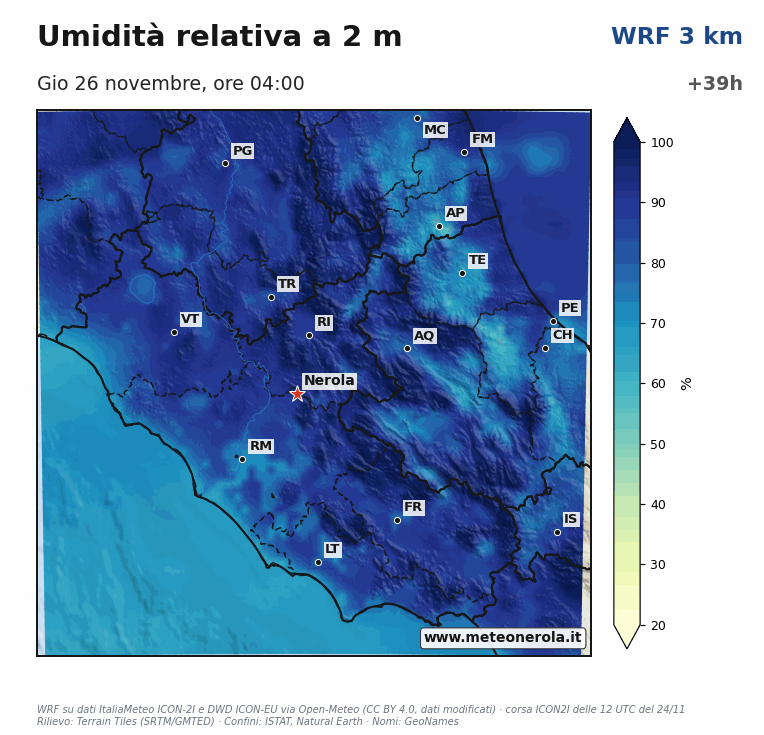 Umidità relativa a 2 m
WRF 3 km
Gio 26 novembre, ore 04:00
+39h
MC
FM
PG
AP
TE
TR
PE
VT
RI
AQ
CH
Nerola
RM
FR
IS
LT
www.meteonerola.it
100
90
80
70
60
50
40
30
20
%
WRF su dati ItaliaMeteo ICON-2I e DWD ICON-EU via Open-Meteo (CC BY 4.0, dati modificati) · corsa ICON2I delle 12 UTC del 24/11
Rilievo: Terrain Tiles (SRTM/GMTED) · Confini: ISTAT, Natural Earth · Nomi: GeoNames